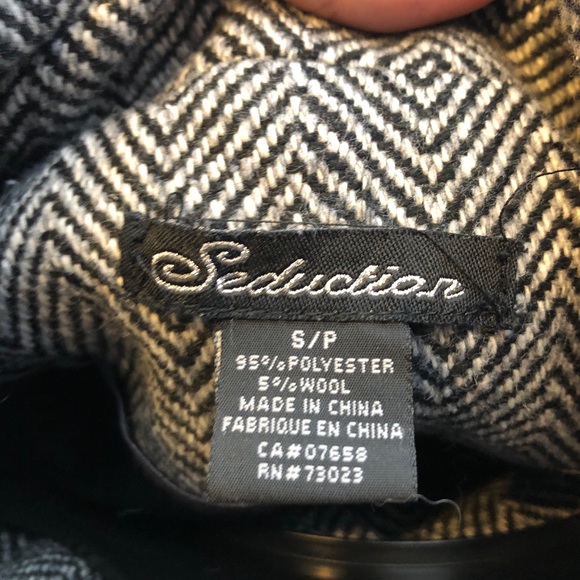 Seduction
S/P
95% POLYESTER
5% WOOL
MADE IN CHINA
FABRIQUE EN CHINA
CA#07658
RN#73023